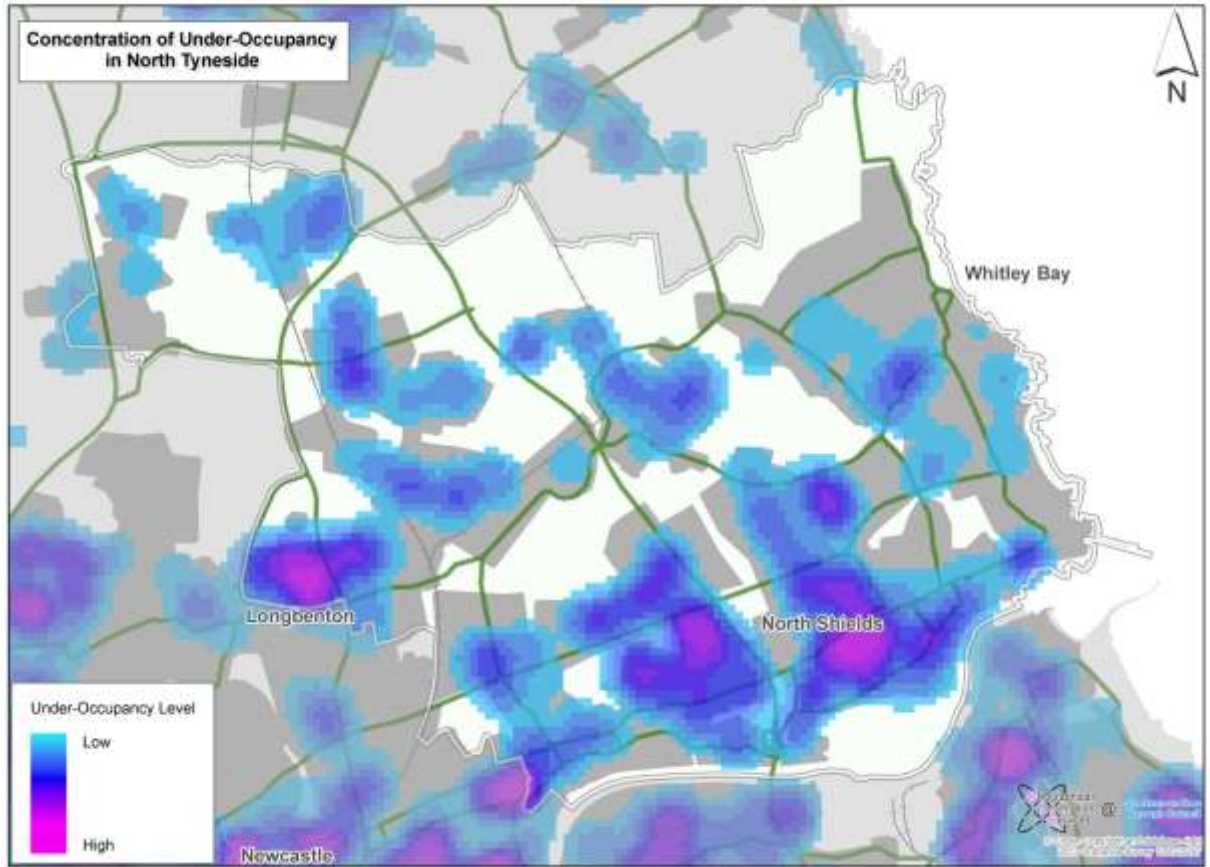 Concentration of Under-Occupancy
in North Tyneside
N
Whitley Bay
Longbenton
North Shields
Under-Occupancy Level
Low
High
Newcastle
@